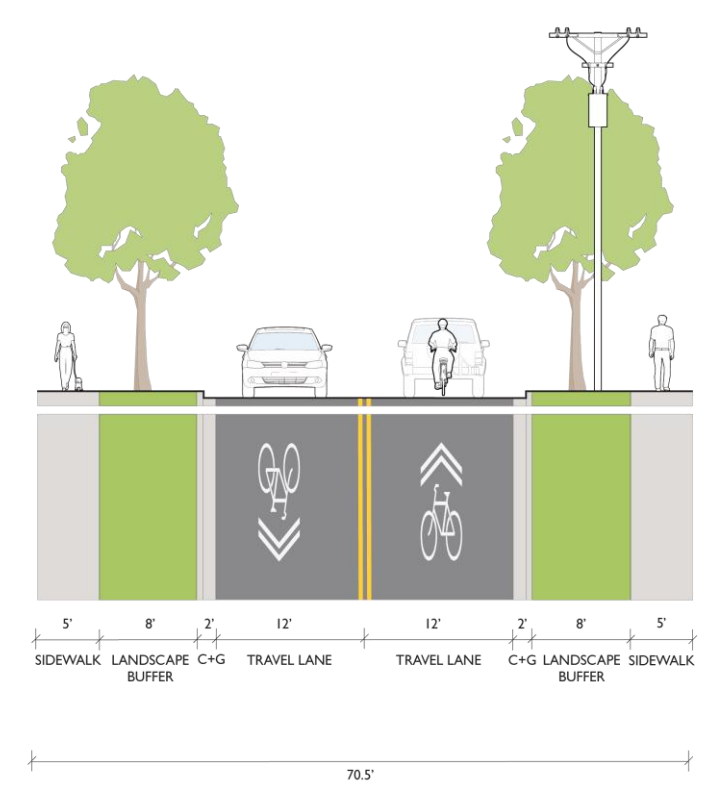 5' 8' 2' 12' 12' 2' 8' 5'
SIDEWALK LANDSCAPE C+G TRAVEL LANE TRAVEL LANE C+G LANDSCAPE SIDEWALK
BUFFER BUFFER
70.5'